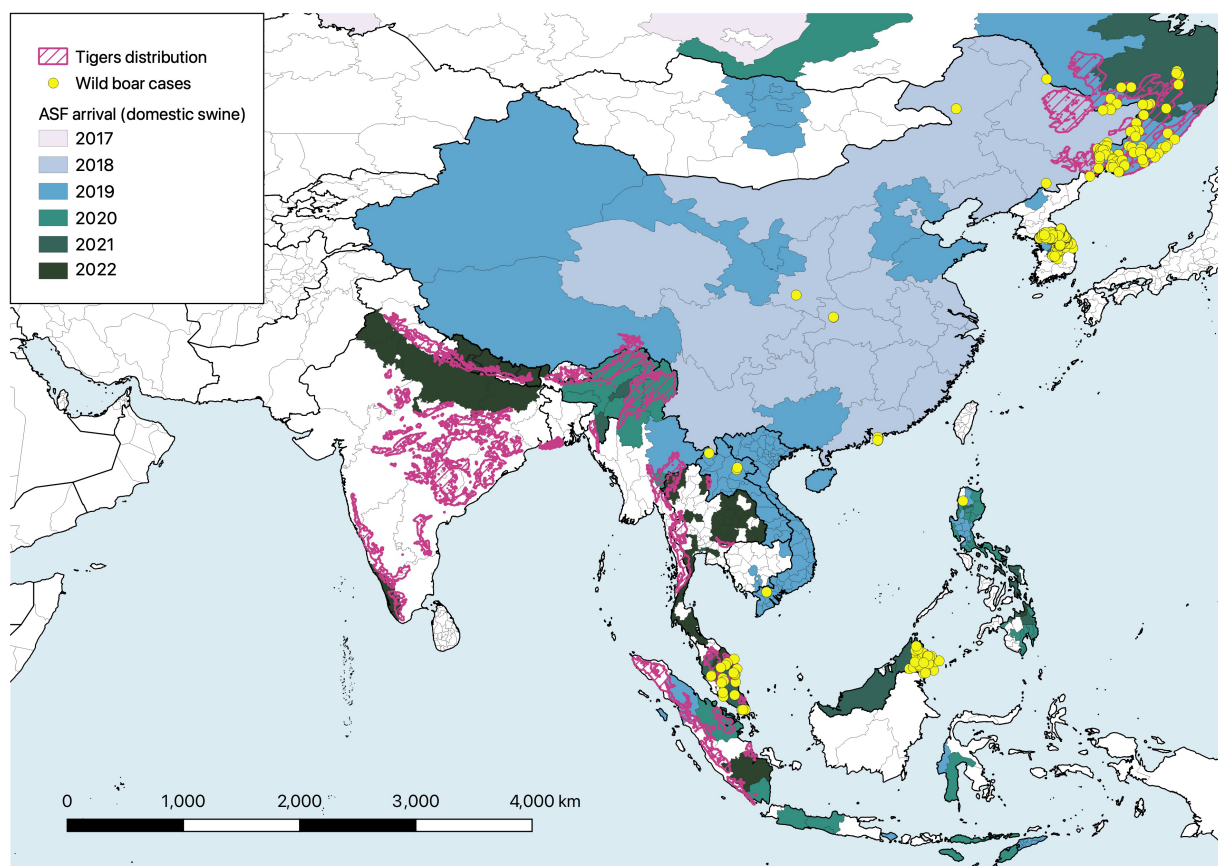 Tigers distribution
Wild boar cases
ASF arrival (domestic swine)
2017
2018
2019
2020
2021
2022
0 1,000 2,000 3,000 4,000 km